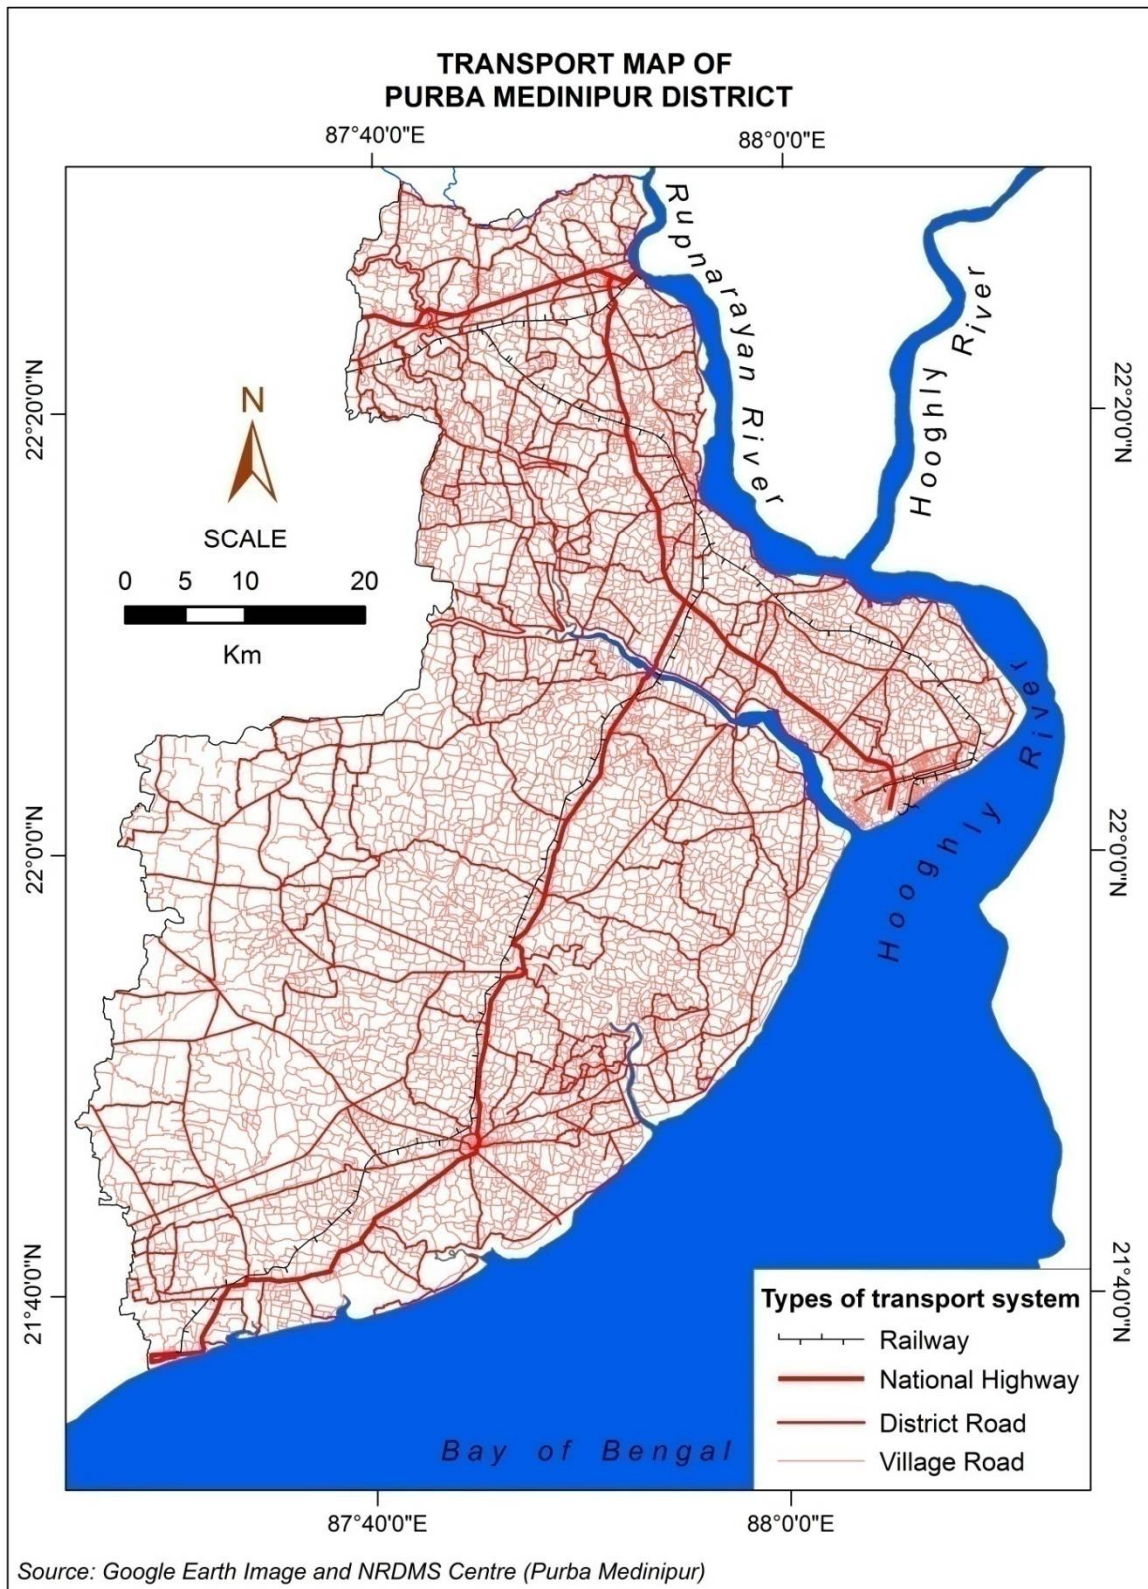 TRANSPORT MAP OF
PURBA MEDINIPUR DISTRICT
87°40'0"E
88°0'0"E
Rupnarayan River
Hooghly River
22°20'0"N
22°20'0"N
N
SCALE
0 5 10 20
Km
Hooghly River
22°0'0"N
22°0'0"N
21°40'0"N
21°40'0"N
Types of transport system
Railway
National Highway
District Road
Village Road
Bay of Bengal
87°40'0"E
88°0'0"E
Source: Google Earth Image and NRDMS Centre (Purba Medinipur)